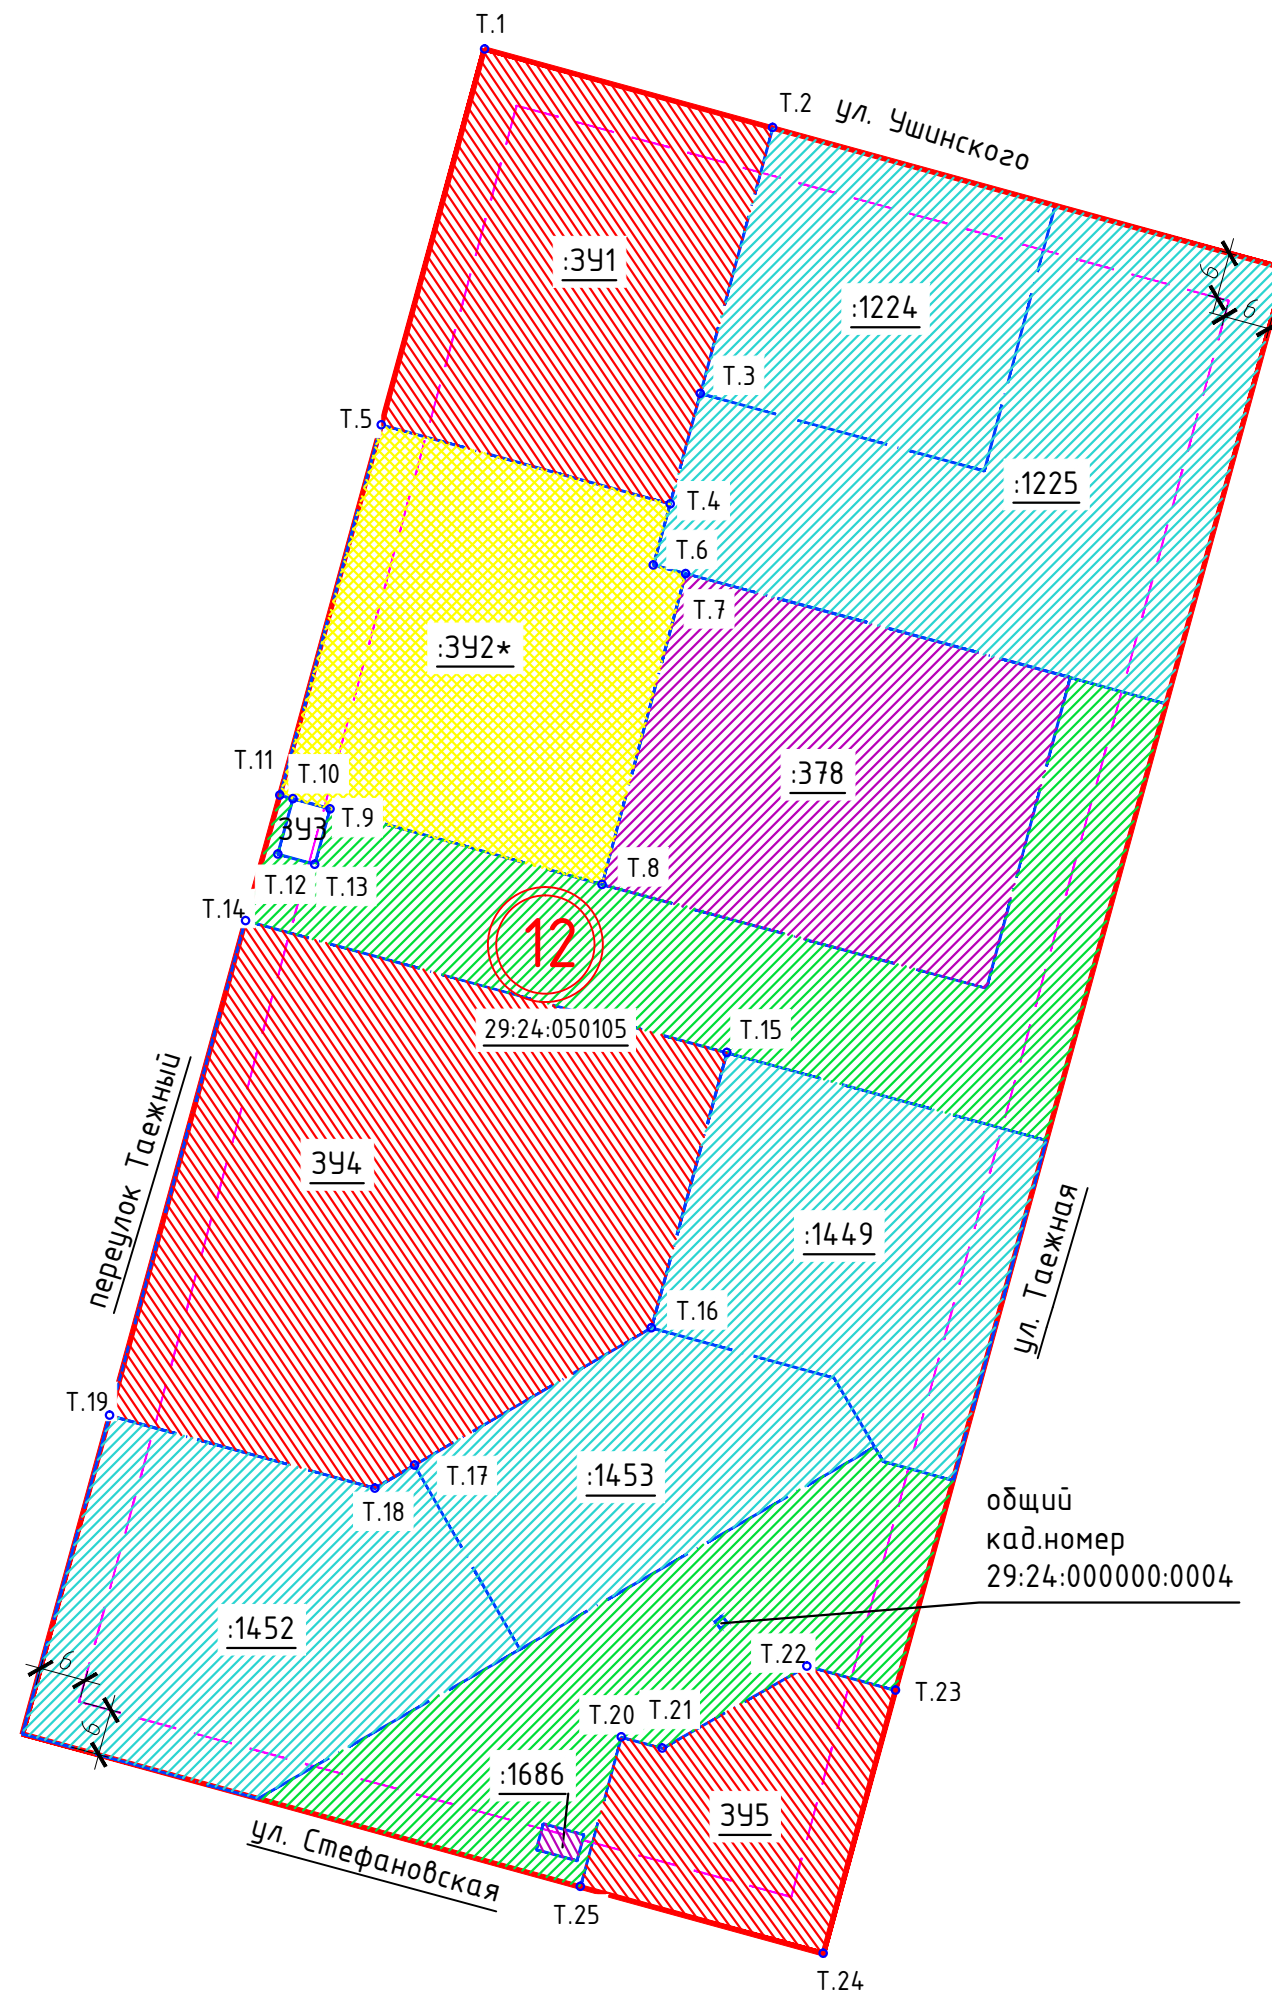 Т.1
Т.2
ул. Ушинского
:ЗУ1
6
6
:1224
Т.3
Т.5
Т.4
:1225
Т.6
Т.7
:ЗУ2*
Т.11
Т.10
:378
Т.9
ЗУ3
Т.8
Т.12
Т.13
Т.14
12
29:24:050105
Т.15
переулок Таежный
ЗУ4
:1449
ул. Таежная
Т.16
Т.19
Т.17
:1453
Т.18
общий
кад.номер
29:24:000000:0004
:1452
6
6
Т.22
Т.23
Т.20
Т.21
:1686
ЗУ5
ул. Стефановская
Т.25
Т.24